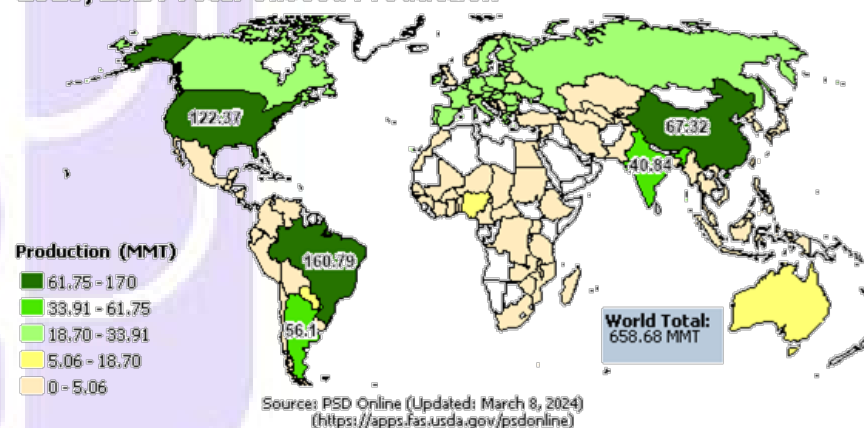 122.37
67.32
40.84
160.79
56.1
Production (MMT)
61.75 - 170
33.91 - 61.75
18.70 - 33.91
5.06 - 18.70
0 - 5.06
World Total:
658.68 MMT
Source: PSD Online (Updated: March 8, 2024)
(https://apps.fas.usda.gov/psdonline)